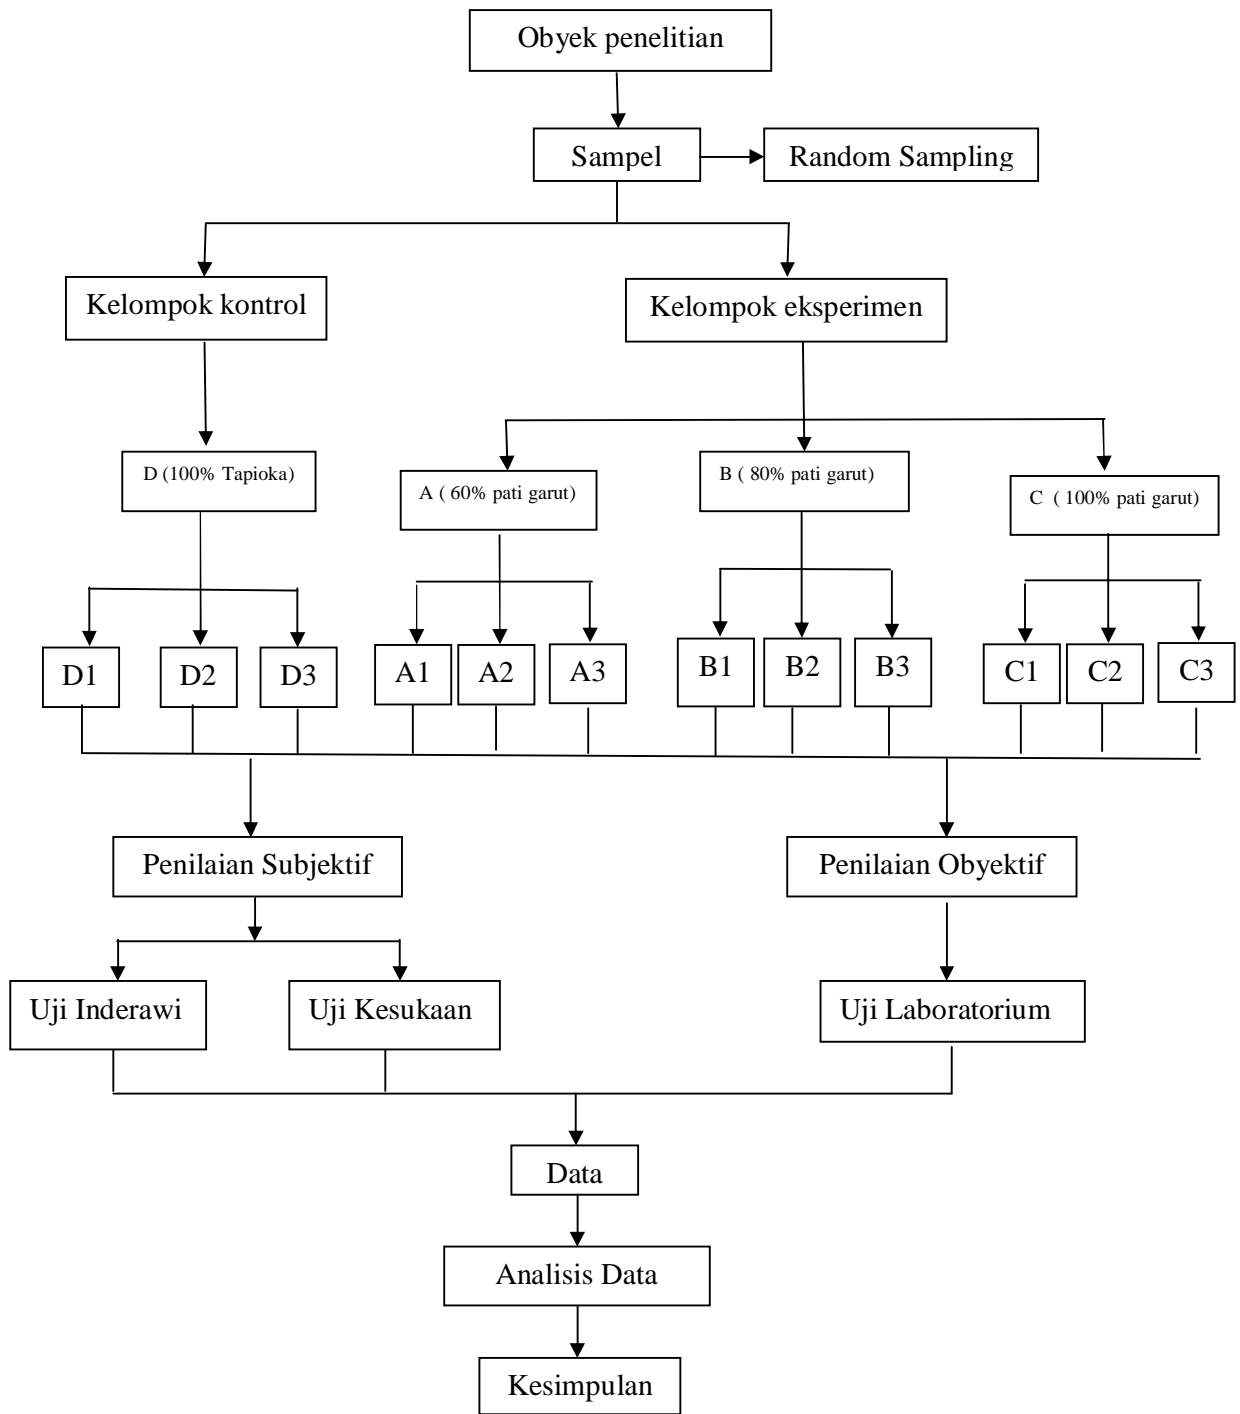 Obyek penelitian
Sampel
Random Sampling
Kelompok kontrol
Kelompok eksperimen
D (100% Tapioka)
A ( 60% pati garut)
B ( 80% pati garut)
C ( 100% pati garut)
D1
D2
D3
A1
A2
A3
B1
B2
B3
C1
C2
C3
Penilaian Subjektif
Penilaian Obyektif
Uji Inderawi
Uji Kesukaan
Uji Laboratorium
Data
Analisis Data
Kesimpulan